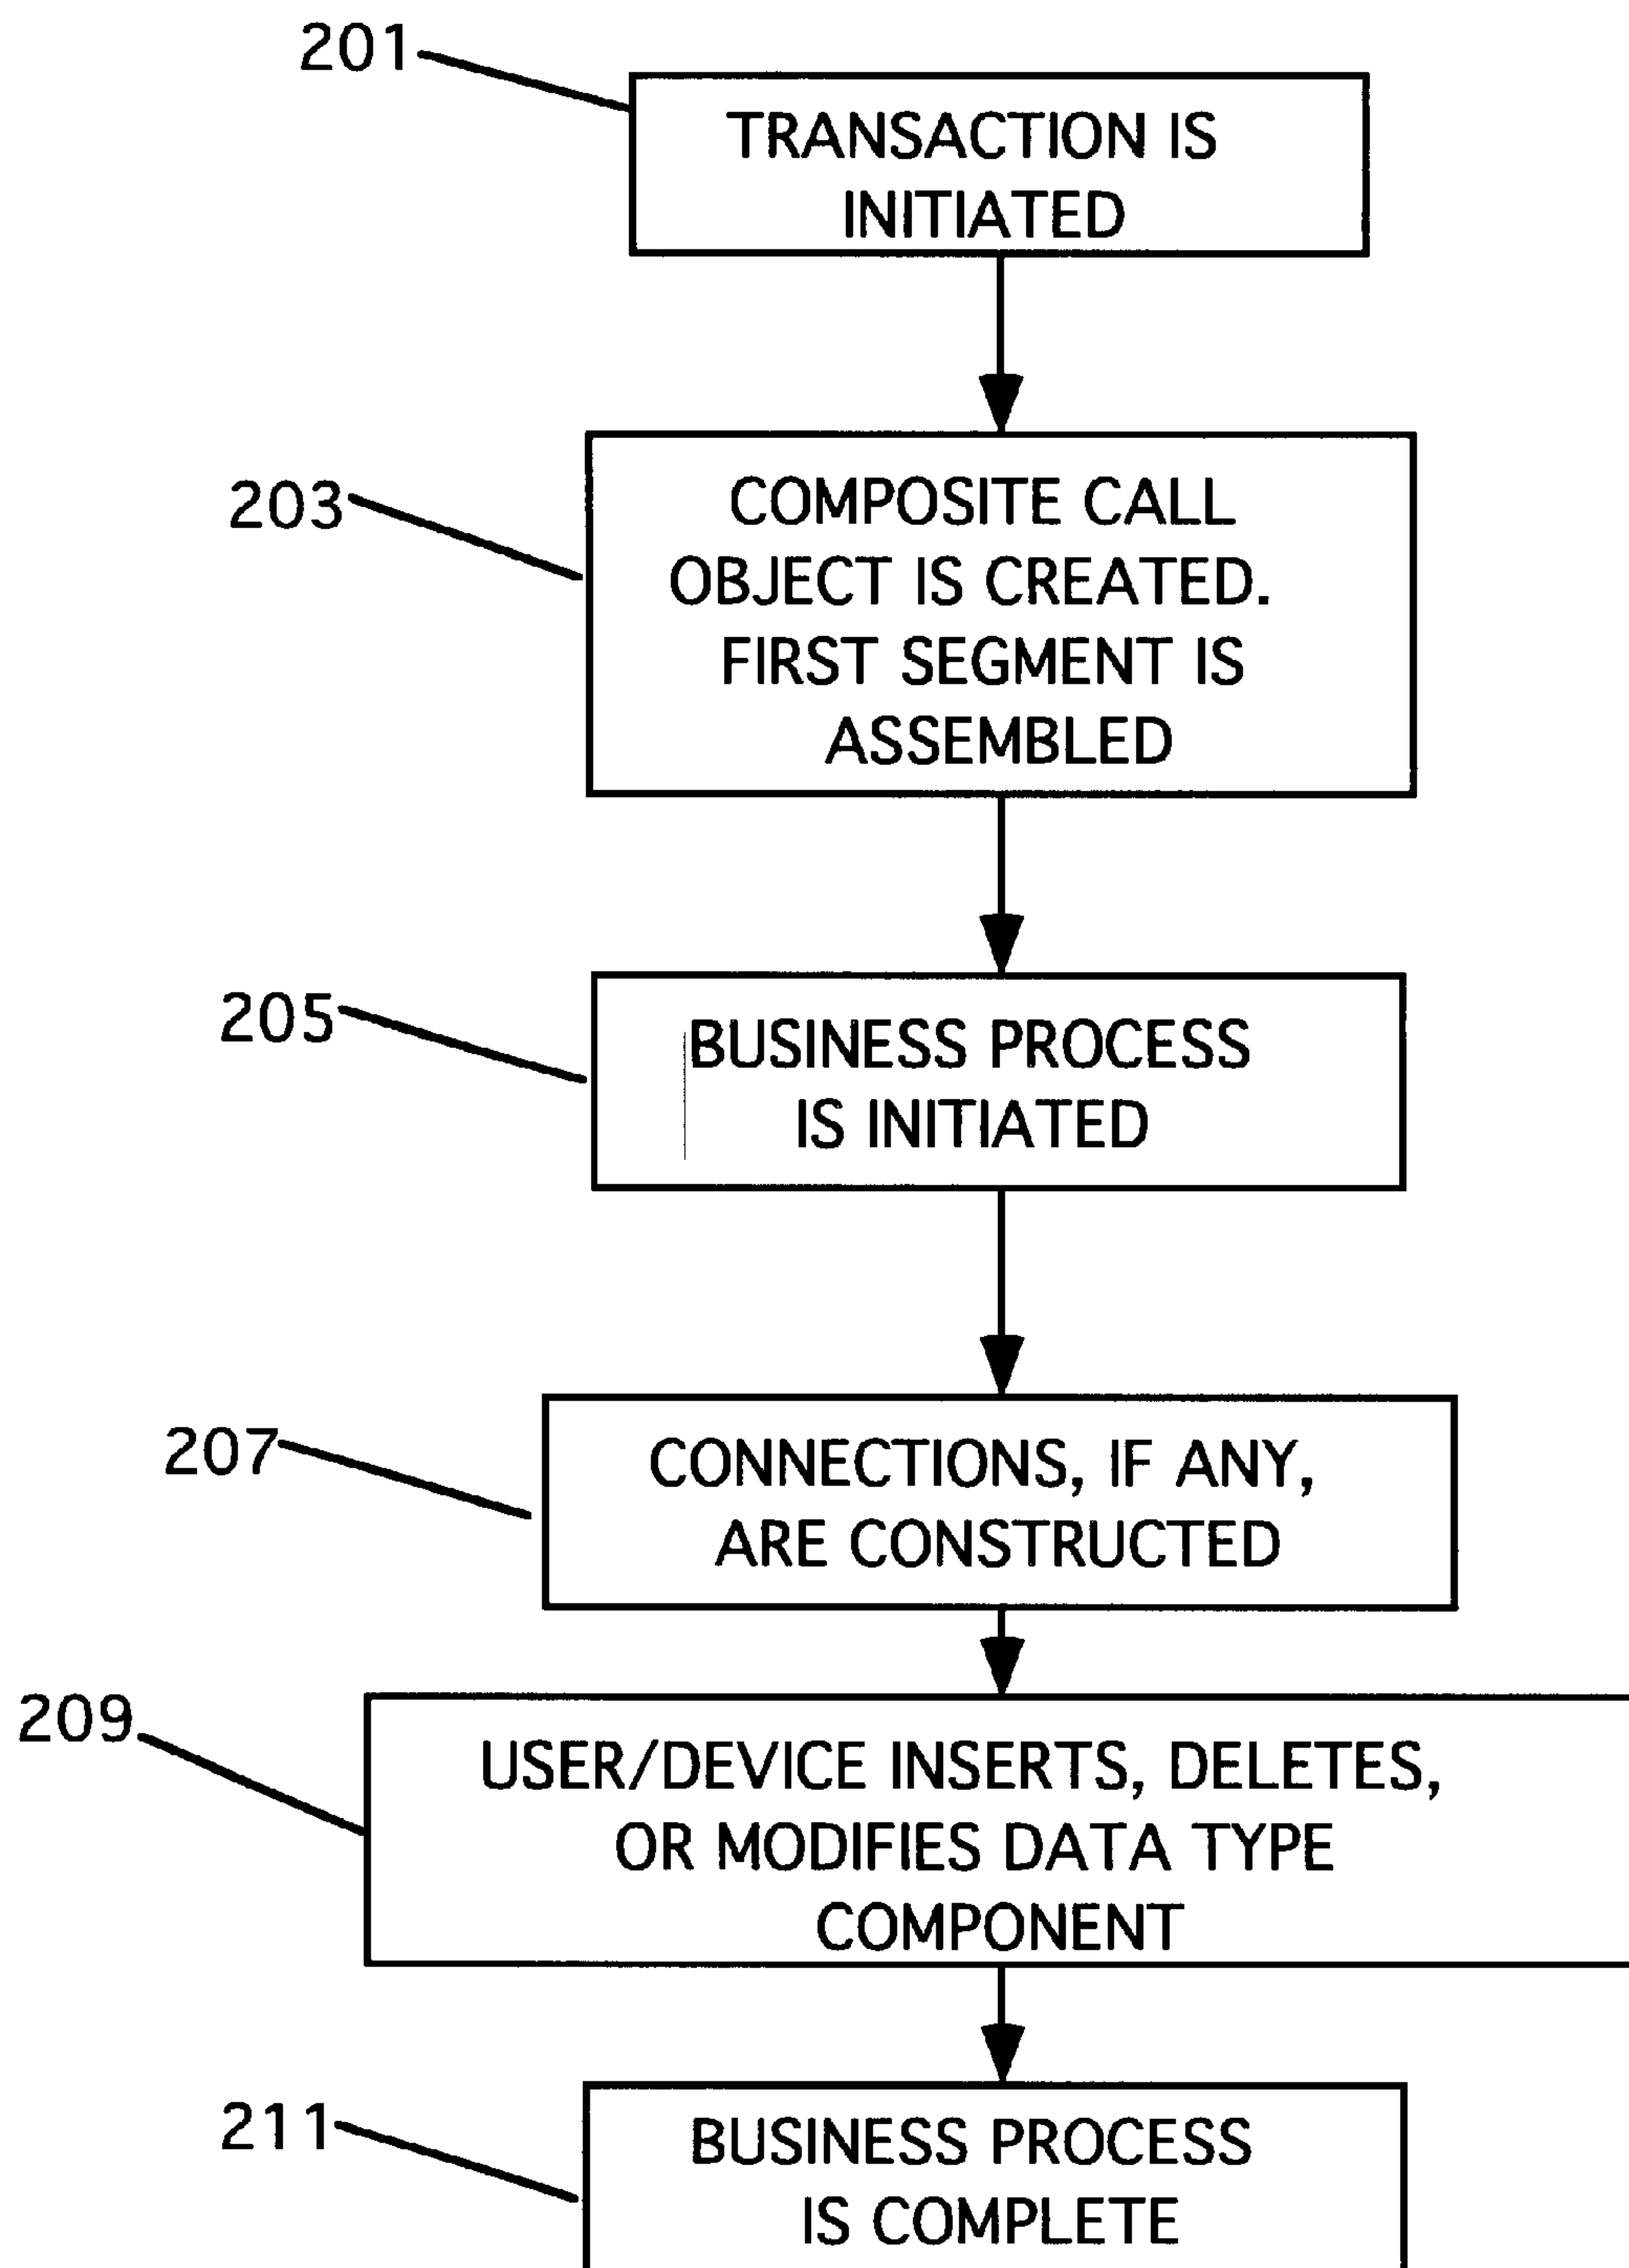 201
TRANSACTION IS
INITIATED
203
COMPOSITE CALL
OBJECT IS CREATED.
FIRST SEGMENT IS
ASSEMBLED
205
BUSINESS PROCESS
IS INITIATED
207
CONNECTIONS, IF ANY,
ARE CONSTRUCTED
209
USER/DEVICE INSERTS, DELETES,
OR MODIFIES DATA TYPE
COMPONENT
211
BUSINESS PROCESS
IS COMPLETE